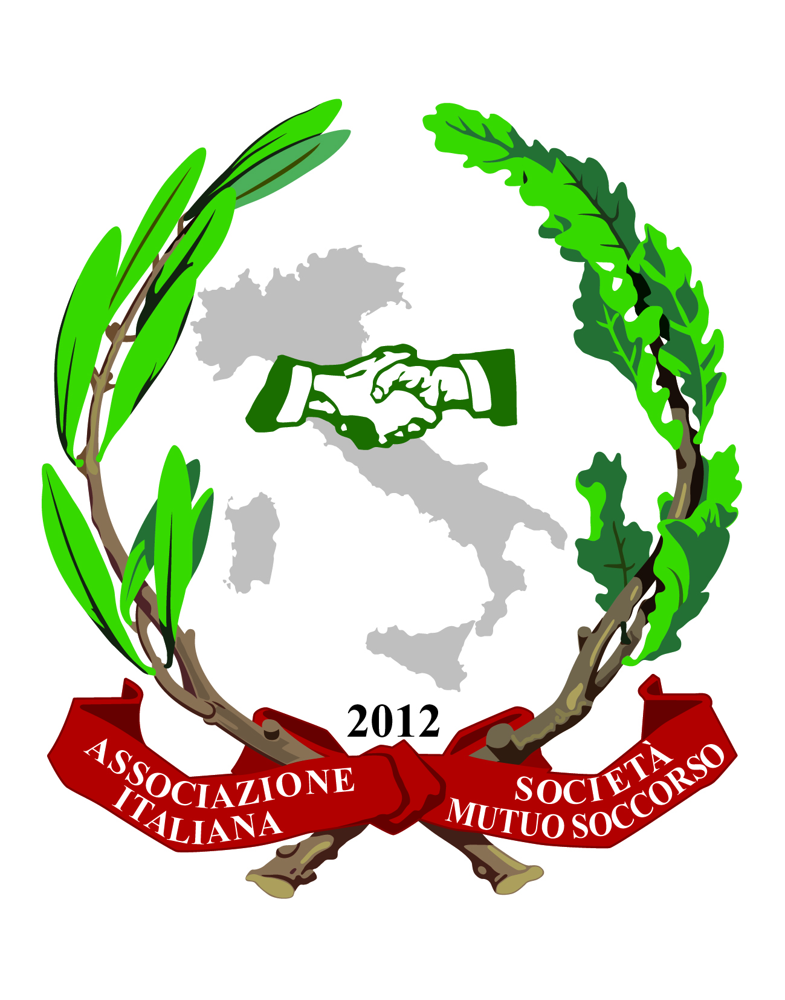 2012
ASSOCIAZIONE
ITALIANA
SOCIETÀ
MUTUO SOCCORSO